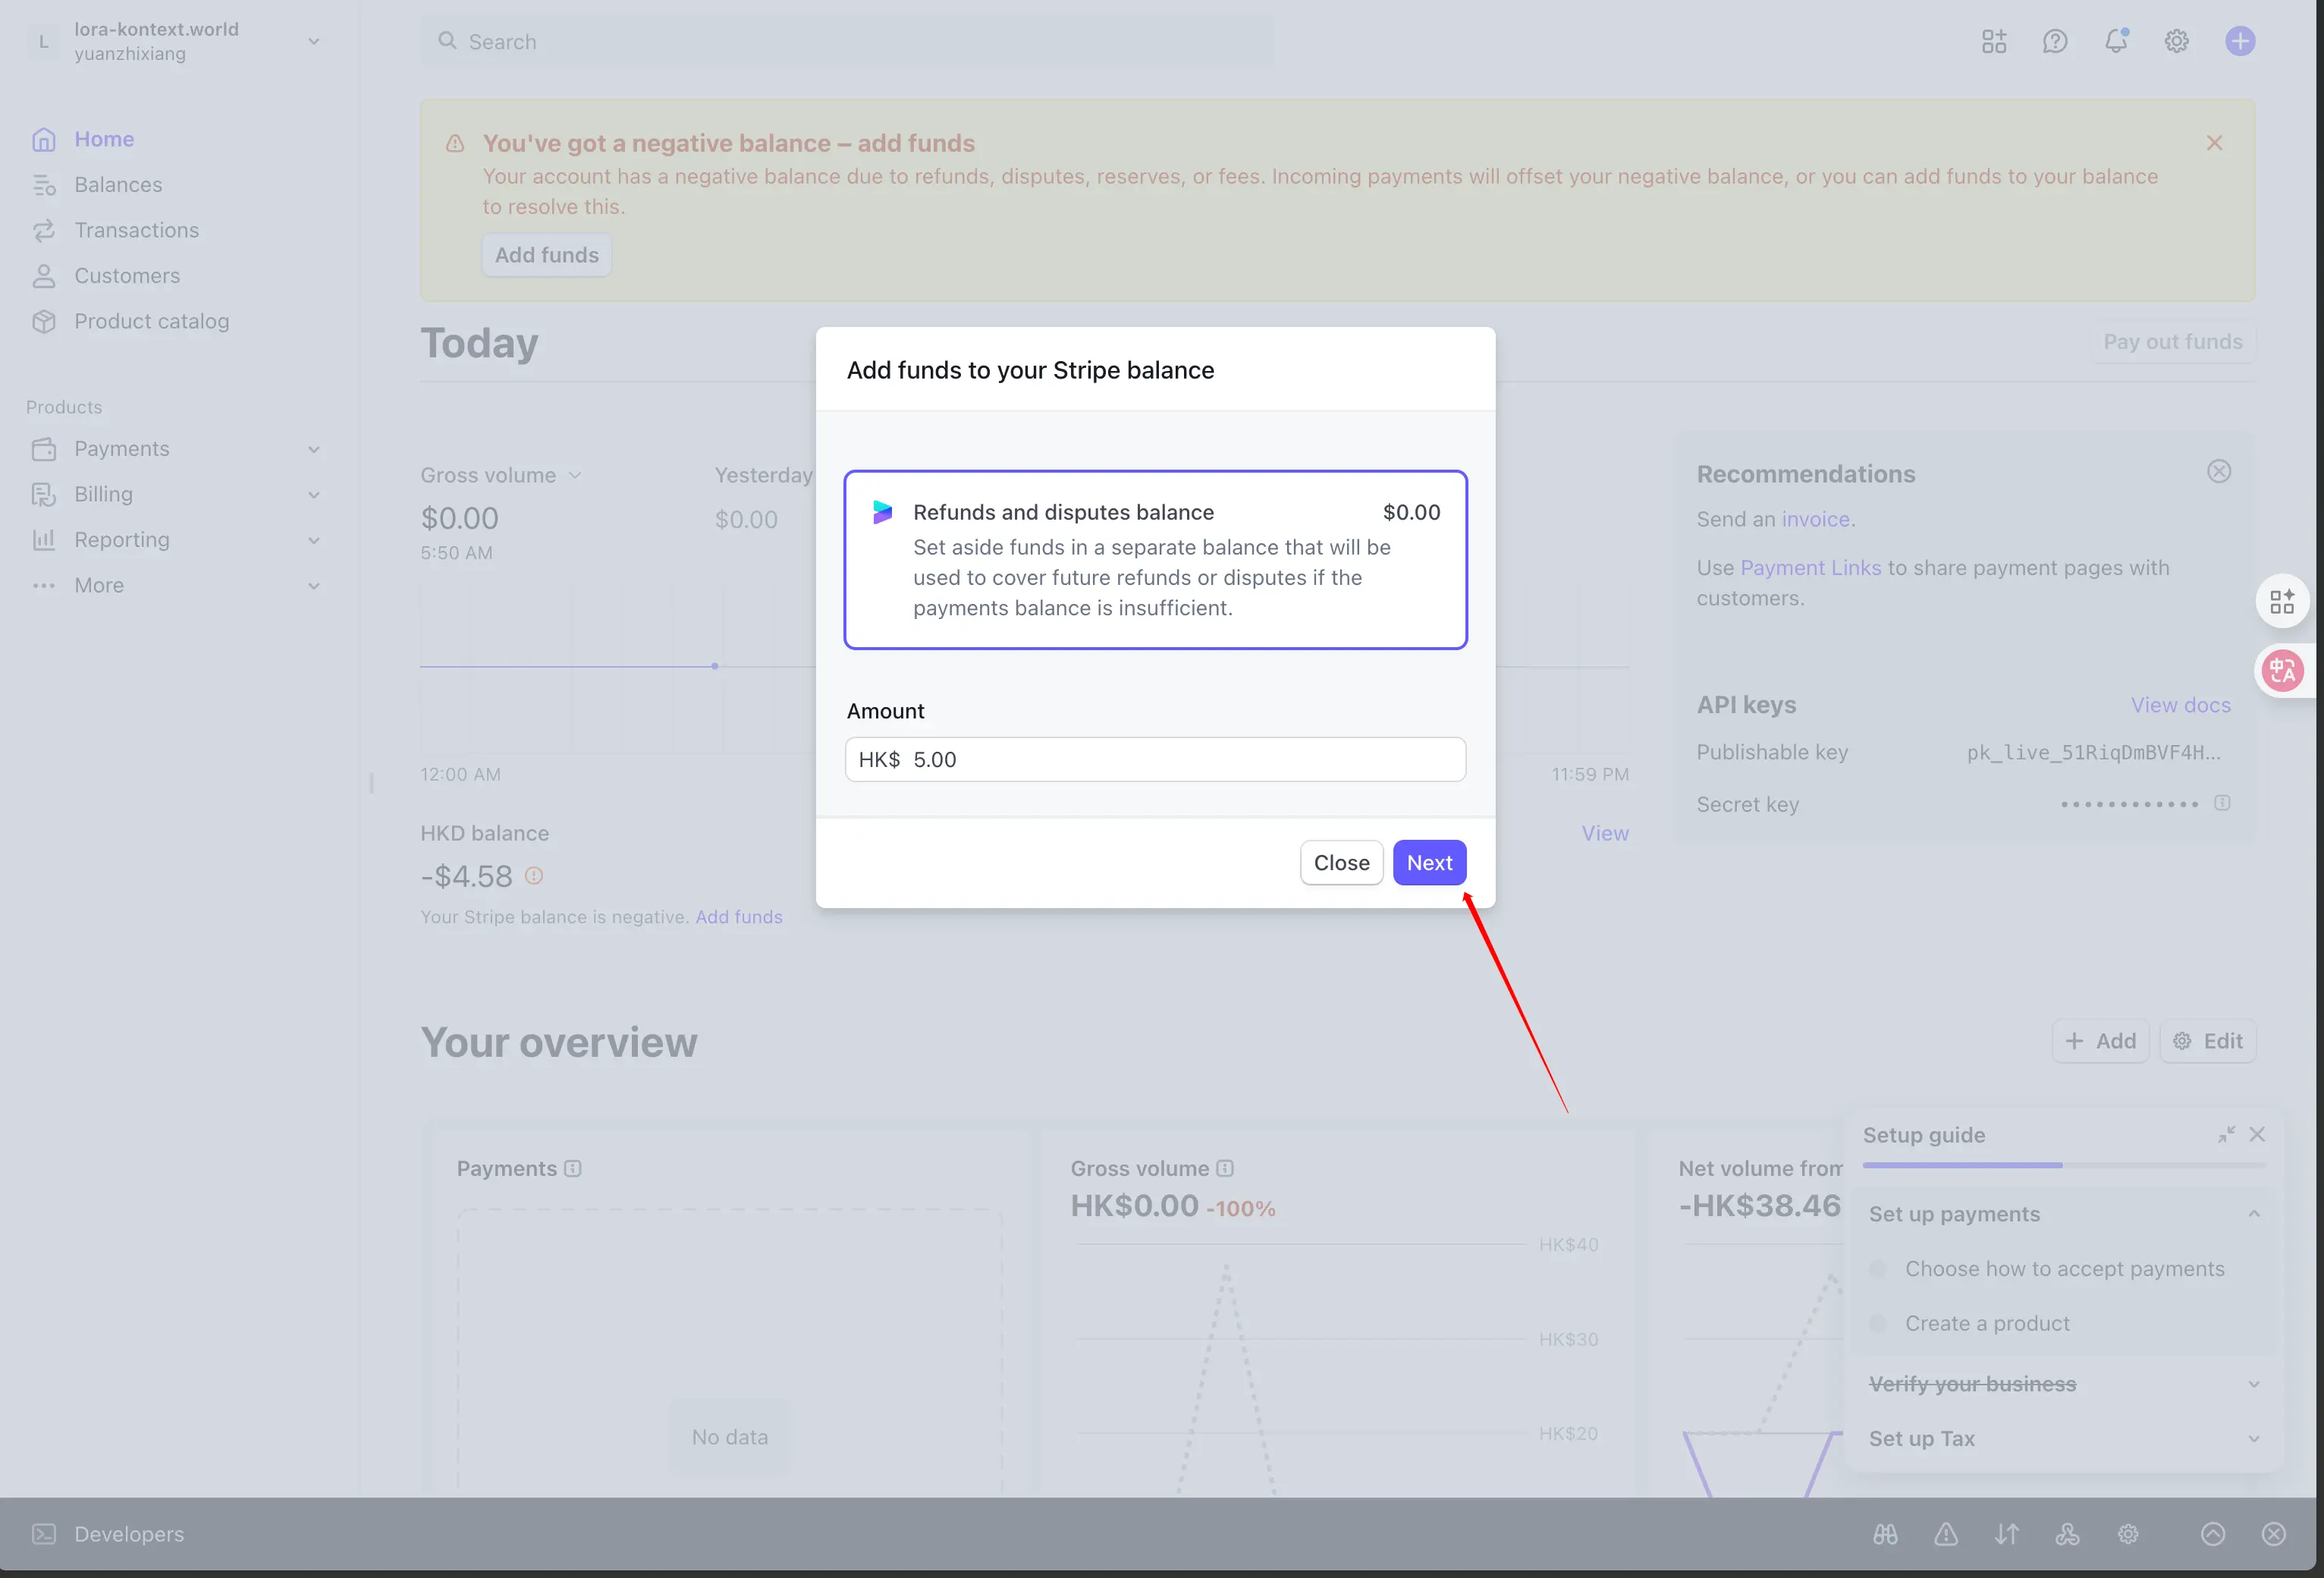 L
lora-kontext.world
yuanzhixiang
Search
Home
Balances
Transactions
Customers
Product catalog
Products
Payments
Billing
Reporting
More
You've got a negative balance – add funds
Your account has a negative balance due to refunds, disputes, reserves, or fees. Incoming payments will offset your negative balance, or you can add funds to your balance
to resolve this.
Add funds
Today
Pay out funds
Gross volume
$0.00
5:50 AM
Yesterday
$0.00
12:00 AM
11:59 PM
HKD balance
View
-$4.58
Your Stripe balance is negative. Add funds
Add funds to your Stripe balance
Refunds and disputes balance
$0.00
Set aside funds in a separate balance that will be
used to cover future refunds or disputes if the
payments balance is insufficient.
Amount
HK$ 5.00
Close
Next
Recommendations
Send an invoice.
Use Payment Links to share payment pages with
customers.
API keys
View docs
Publishable key
pk_live_51RiqDmBVF4H…
Secret key
••••••••••••
中A
Your overview
Add
Edit
Payments
No data
Gross volume
HK$0.00 -100%
HK$40
HK$30
HK$20
Net volume from
-HK$38.46
Setup guide
Set up payments
Choose how to accept payments
Create a product
Verify your business
Set up Tax
Developers